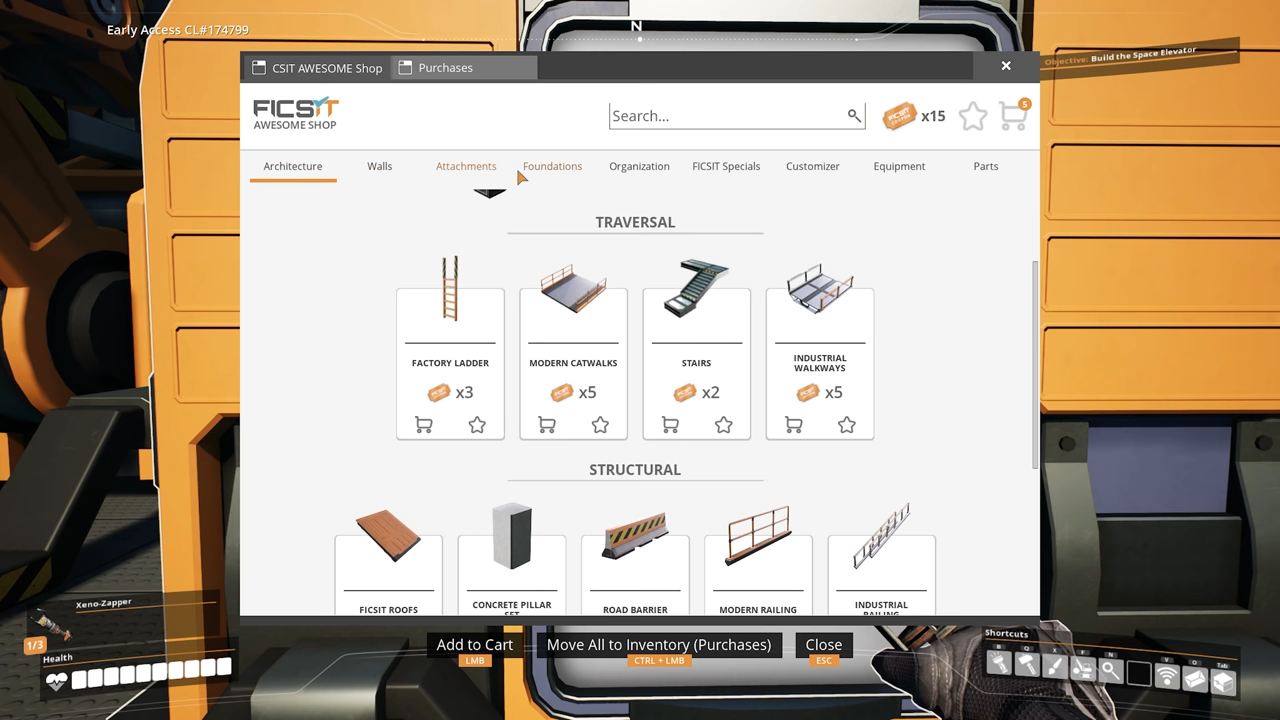 Early Access CL#174799
N
Objective: Build the Space Elevator
CSIT AWESOME Shop
Purchases
FICSIT
AWESOME SHOP
Search...
x15
5
Architecture
Walls
Attachments
Foundations
Organization
FICSIT Specials
Customizer
Equipment
Parts
TRAVERSAL
FACTORY LADDER
x3
MODERN CATWALKS
x5
STAIRS
x2
INDUSTRIAL
WALKWAYS
x5
STRUCTURAL
FICSIT ROOFS
CONCRETE PILLAR
SET
ROAD BARRIER
MODERN RAILING
INDUSTRIAL
RAILING
Xeno-Zapper
1/3
Health
Add to Cart
LMB
Move All to Inventory (Purchases)
CTRL + LMB
Close
ESC
Shortcuts
B
Q
X
F
N
V
O
Tab